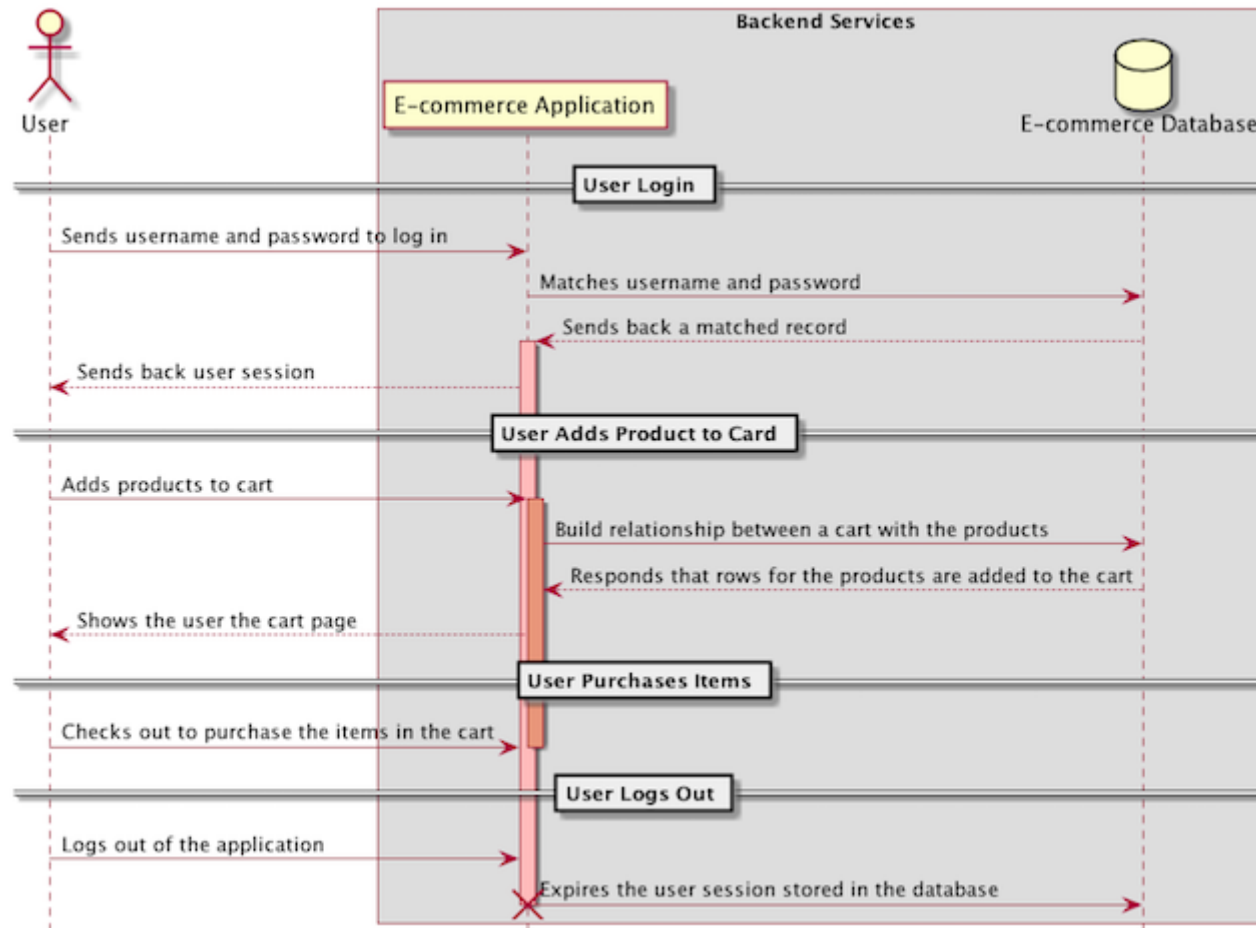 Backend Services
E-commerce Application
User
E-commerce Database
User Login
Sends username and password to log in
Matches username and password
Sends back a matched record
Sends back user session
User Adds Product to Card
Adds products to cart
Build relationship between a cart with the products
Responds that rows for the products are added to the cart
Shows the user the cart page
User Purchases Items
Checks out to purchase the items in the cart
User Logs Out
Logs out of the application
Expires the user session stored in the database